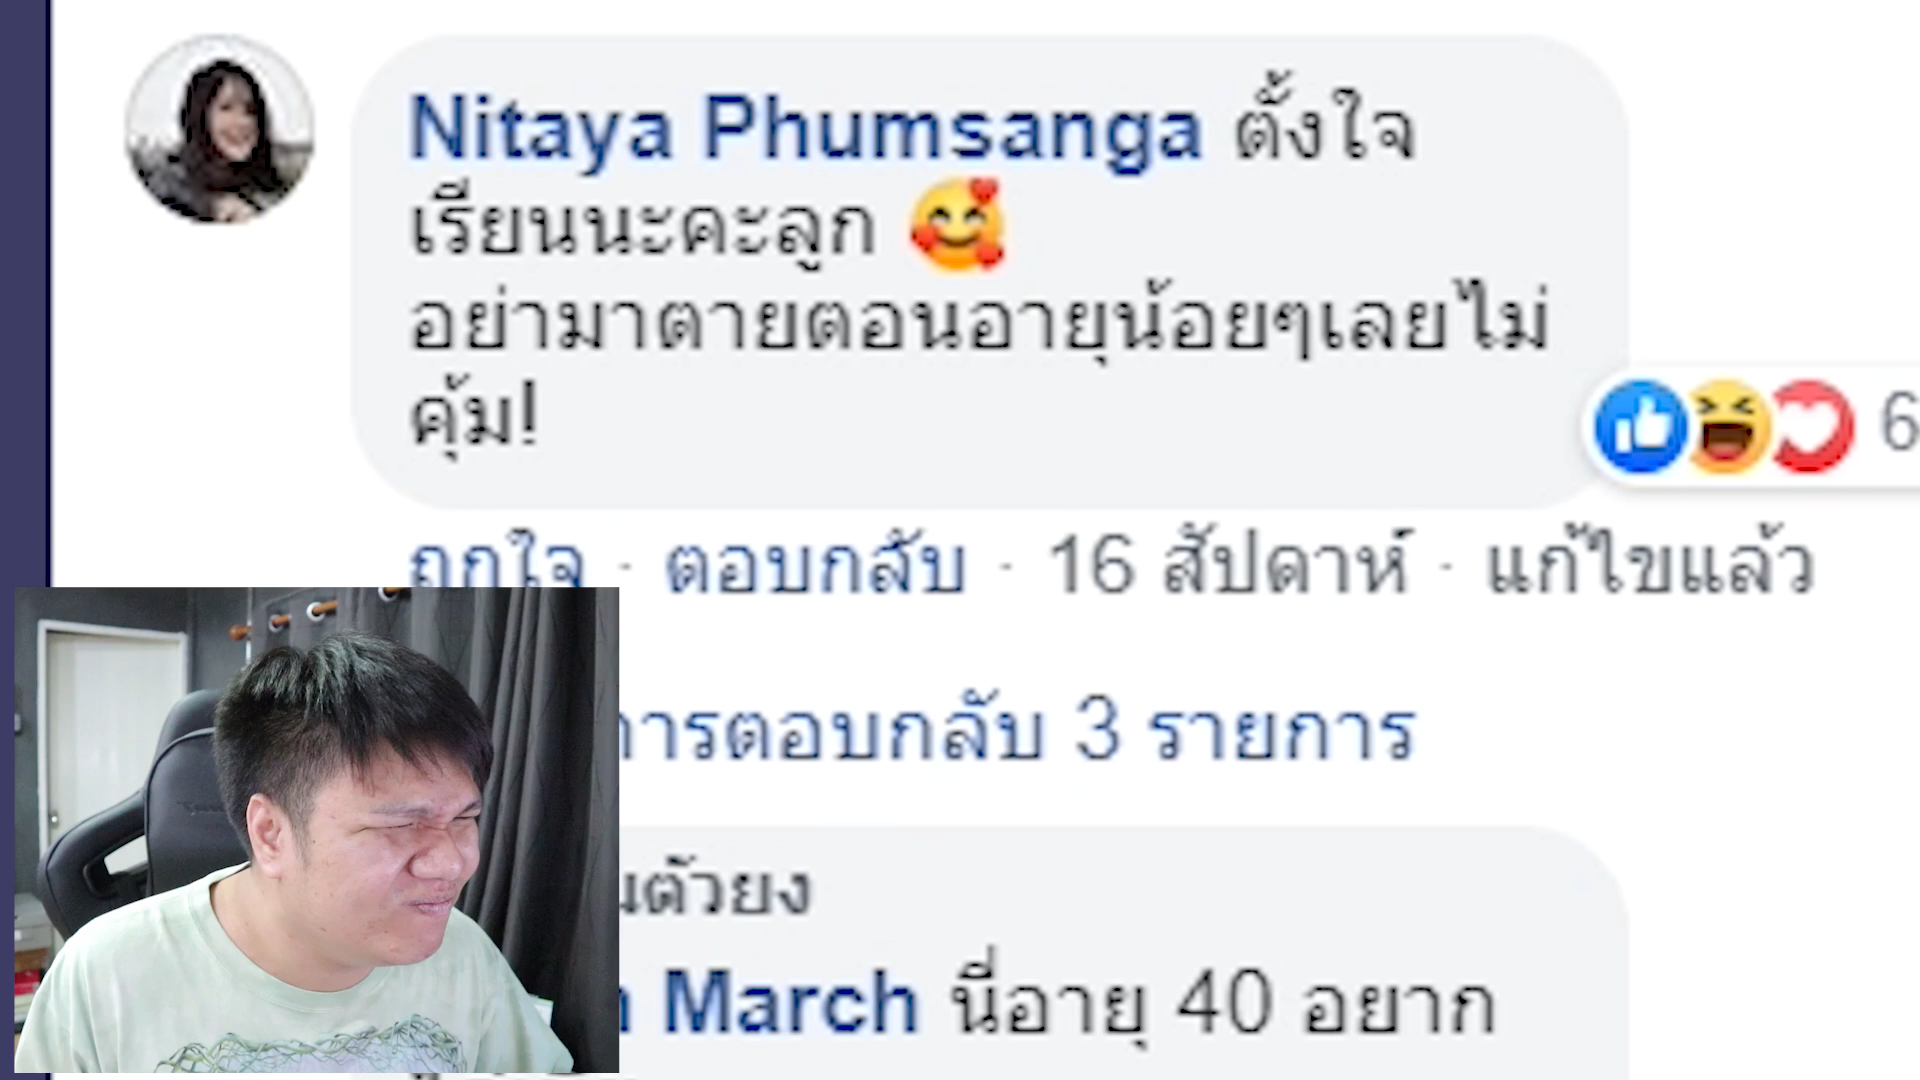 Nitaya Phumsanga ตั้งใจ
เรียนนะคะลูก 🥰
อย่ามาตายตอนอายุน้อยๆเลยไม่
คุ้ม!
6
ถูกใจ · ตอบกลับ · 16 สัปดาห์ · แก้ไขแล้ว
การตอบกลับ 3 รายการ
ตัวยง
March นี่อายุ 40 อยาก